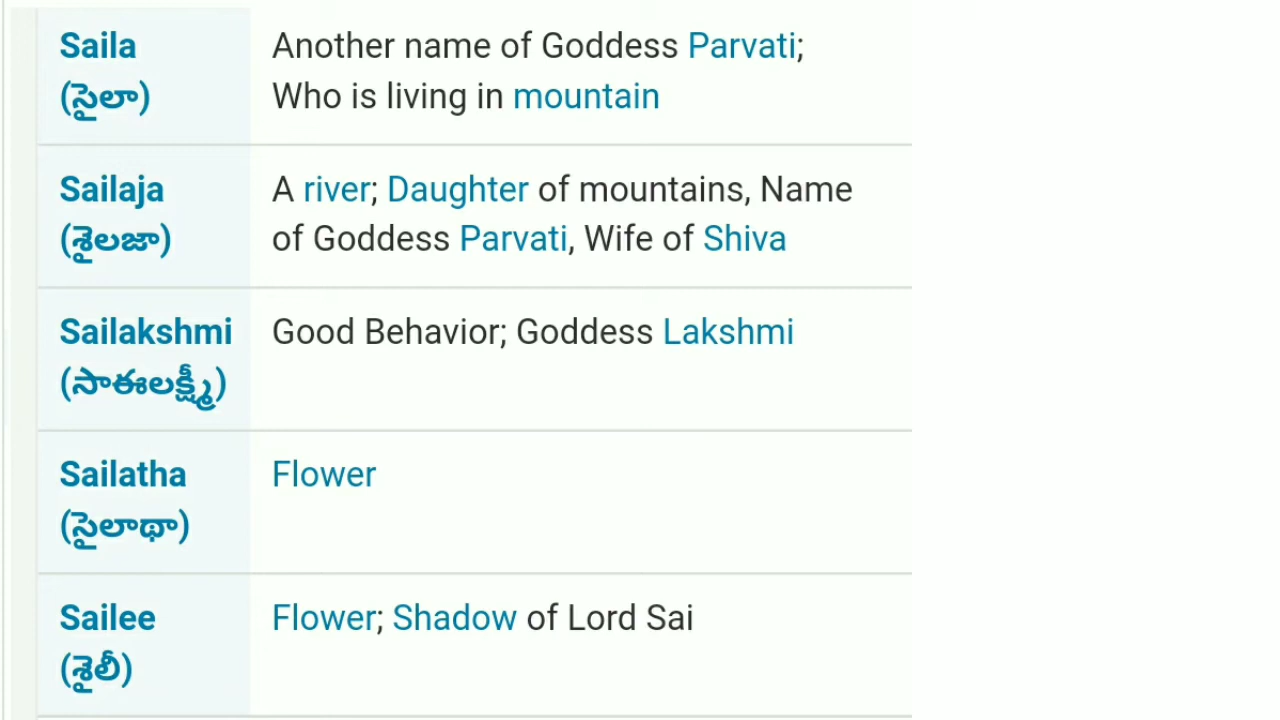 Saila
(సైలా)
Another name of Goddess Parvati;
Who is living in mountain
Sailaja
(శైలజా)
A river; Daughter of mountains, Name
of Goddess Parvati, Wife of Shiva
Sailakshmi
(సాఈలక్ష్మీ)
Good Behavior; Goddess Lakshmi
Sailatha
(సైలాథా)
Flower
Sailee
(శైలీ)
Flower; Shadow of Lord Sai